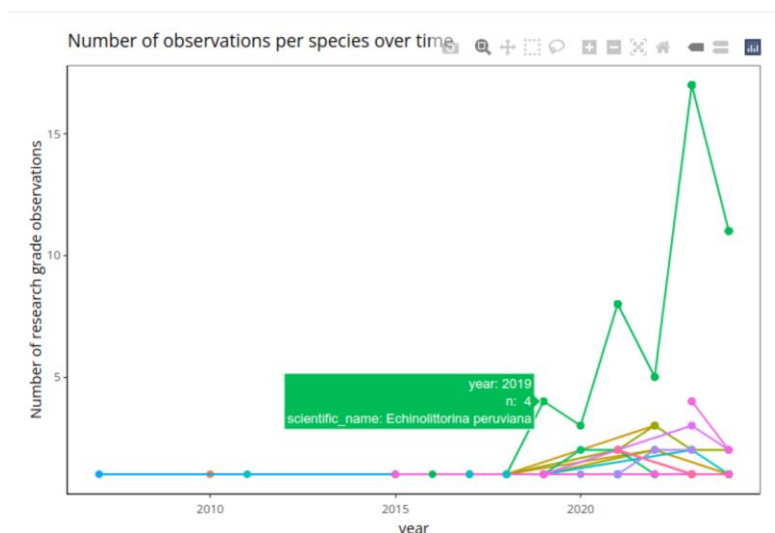 Number of observations per species over time
Number of research grade observations
15
10
5
year: 2019
n: 4
scientific_name: Echinolittorina peruviana
2010
2015
2020
year